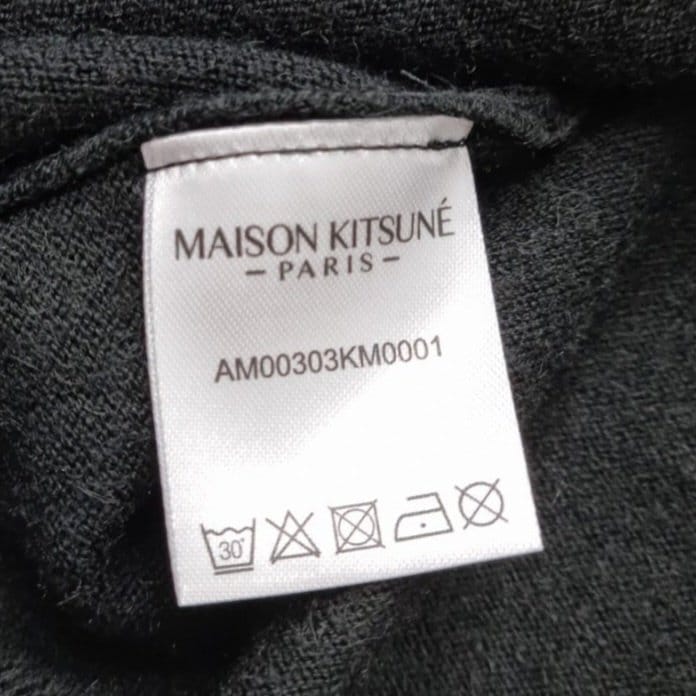 MAISON KITSUNÉ
- PARIS -
AM00303KM0001
30°